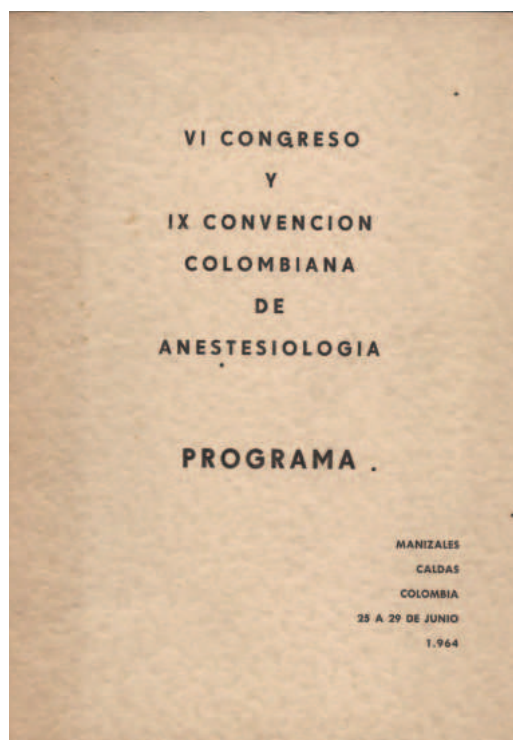 VI CONGRESO
Y
IX CONVENCION
COLOMBIANA
DE
ANESTESIOLOGIA
PROGRAMA .
MANIZALES
CALDAS
COLOMBIA
25 A 29 DE JUNIO
1.964